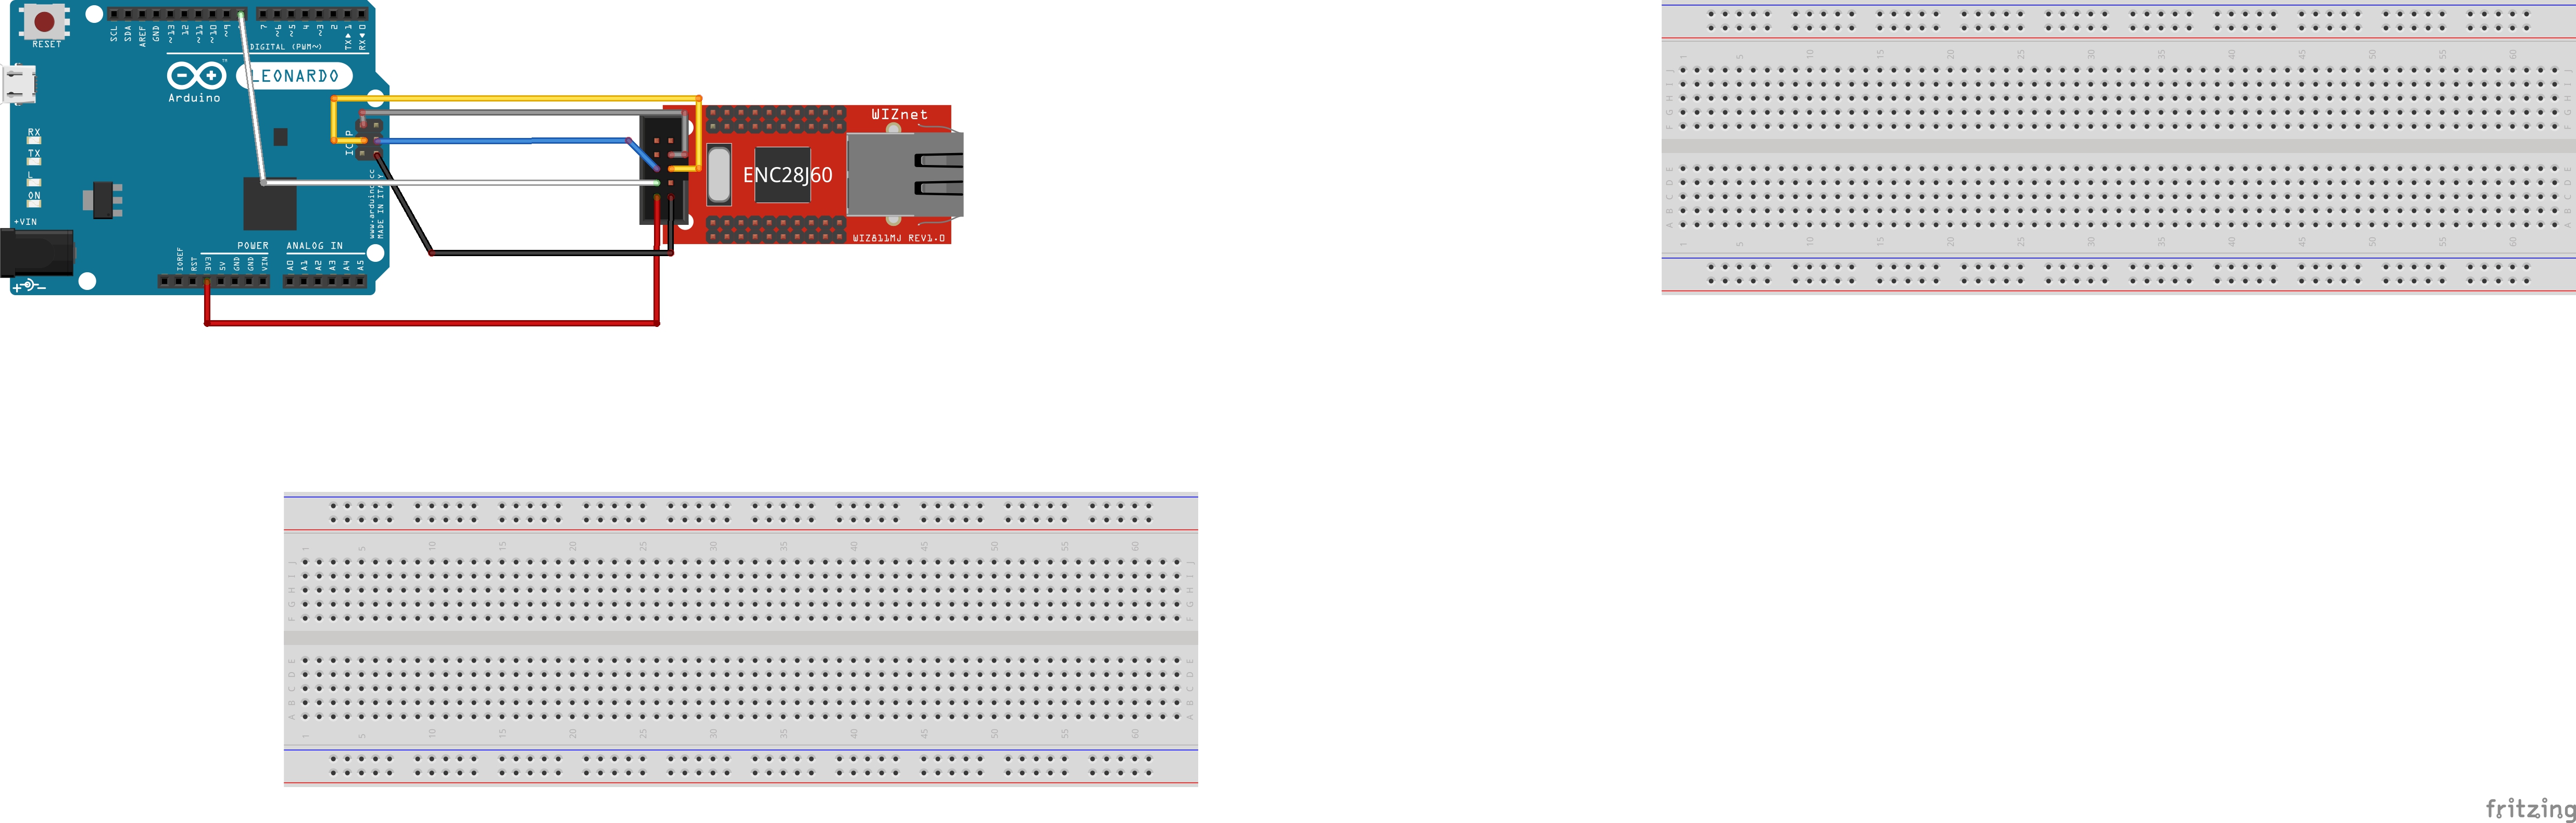 RESET
SCL
SDA
AREF
GND
~13
12
~11
~10
~9
7
~6
~5
4
~3
2
TX▸ 1
RX◂ 0
DIGITAL (PWM~)
LEONARDO
TM
Arduino
RX
TX
L
ON
+VIN
www.arduino.cc
MADE IN ITALY
POWER
ANALOG IN
IOREF
RST
3V3
5V
GND
GND
VIN
A0
A1
A2
A3
A4
A5
WIZnet
ENC28J60
WIZ811MJ REV1.0
1 5 10 15 20 25 30 35 40 45 50 55 60
J J
I I
H H
G G
F F
E E
D D
C C
B B
A A
1 5 10 15 20 25 30 35 40 45 50 55 60
1 5 10 15 20 25 30 35 40 45 50 55 60
J J
I I
H H
G G
F F
E E
D D
C C
B B
A A
1 5 10 15 20 25 30 35 40 45 50 55 60
fritzing